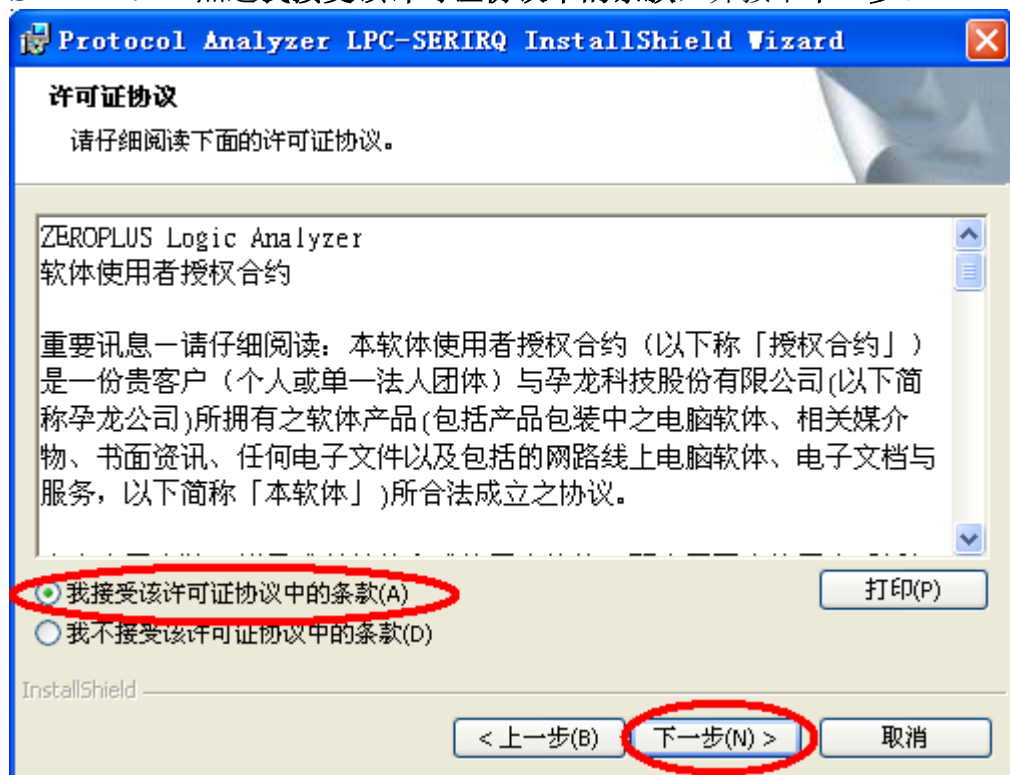 Protocol Analyzer LPC-SERIRQ InstallShield Wizard
许可证协议
请仔细阅读下面的许可证协议。
ZEROPLUS Logic Analyzer
软体使用者授权合约
重要讯息－请仔细阅读：本软体使用者授权合约（以下称「授权合约」）
是一份贵客户（个人或单一法人团体）与孕龙科技股份有限公司(以下简
称孕龙公司)所拥有之软体产品(包括产品包装中之电脑软体、相关媒介
物、书面资讯、任何电子文件以及包括的网路线上电脑软体、电子文档与
服务，以下简称「本软体」)所合法成立之协议。
我接受该许可证协议中的条款(A)
打印(P)
我不接受该许可证协议中的条款(D)
InstallShield
< 上一步(B)
下一步(N) >
取消